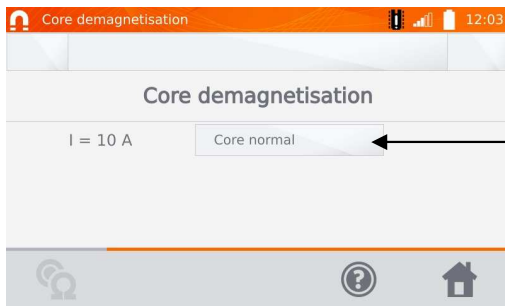 Core demagnetisation
12:03
Core demagnetisation
I = 10 A
Core normal